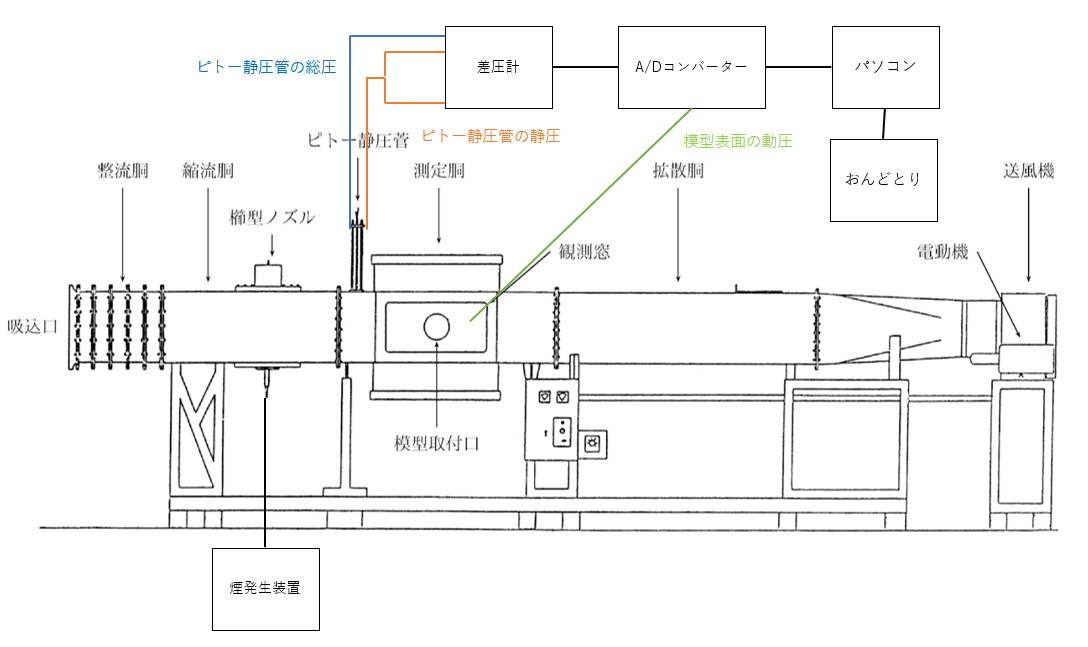 ピトー静圧管の総圧
差圧計
A/Dコンバーター
パソコン
ピトー静圧菅
ピトー静圧管の静圧
模型表面の動圧
整流胴
縮流胴
測定胴
拡散胴
おんどとり
送風機
櫛型ノズル
観測窓
電動機
吸込口
模型取付口
煙発生装置